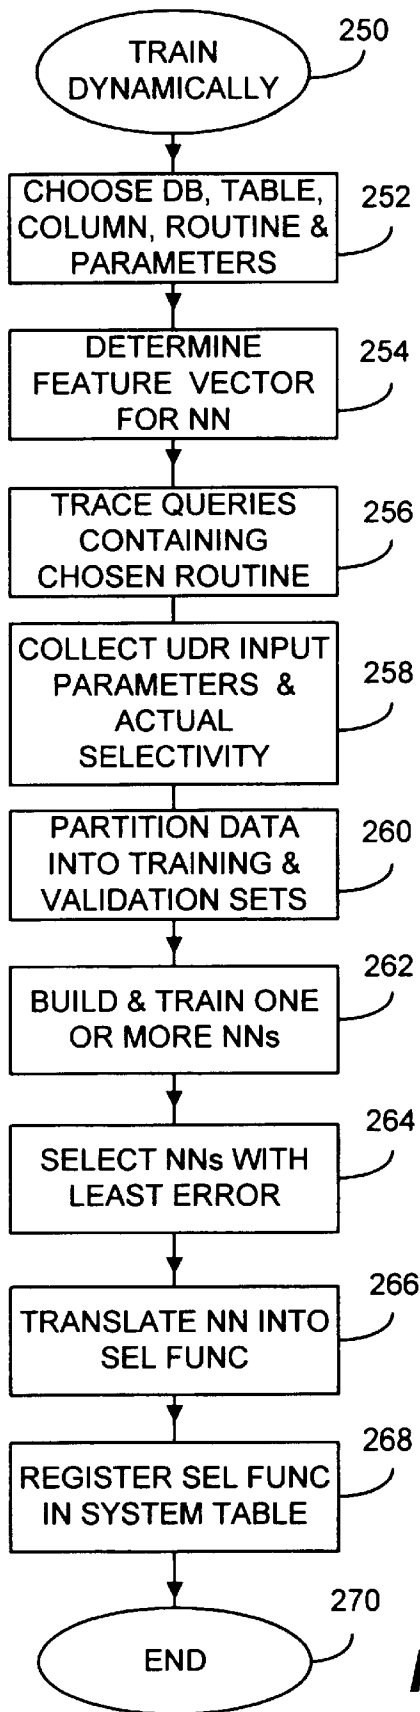 TRAIN
DYNAMICALLY
250
CHOOSE DB, TABLE,
COLUMN, ROUTINE &
PARAMETERS
252
DETERMINE
FEATURE VECTOR
FOR NN
254
TRACE QUERIES
CONTAINING
CHOSEN ROUTINE
256
COLLECT UDR INPUT
PARAMETERS &
ACTUAL
SELECTIVITY
258
PARTITION DATA
INTO TRAINING &
VALIDATION SETS
260
BUILD & TRAIN ONE
OR MORE NNs
262
SELECT NNs WITH
LEAST ERROR
264
TRANSLATE NN INTO
SEL FUNC
266
REGISTER SEL FUNC
IN SYSTEM TABLE
268
END
270